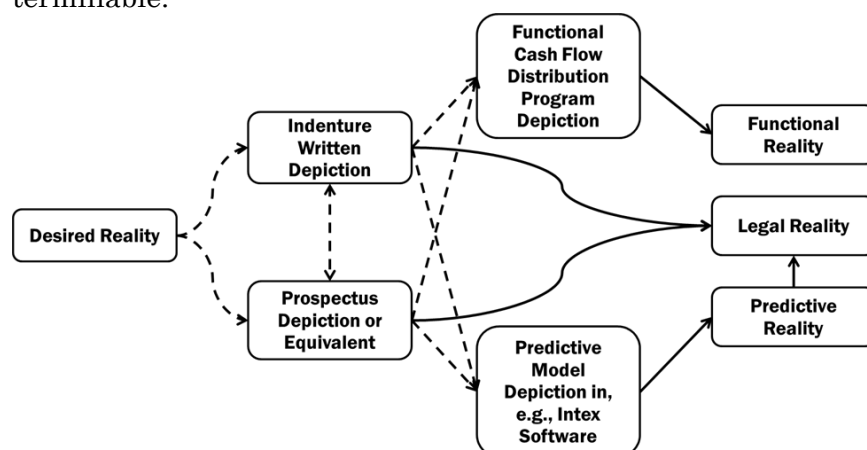 terminable.
Functional
Cash Flow
Distribution
Program
Depiction
Indenture
Written
Depiction
Functional
Reality
Desired Reality
Legal Reality
Prospectus
Depiction or
Equivalent
Predictive
Reality
Predictive
Model
Depiction in,
e.g., Intex
Software